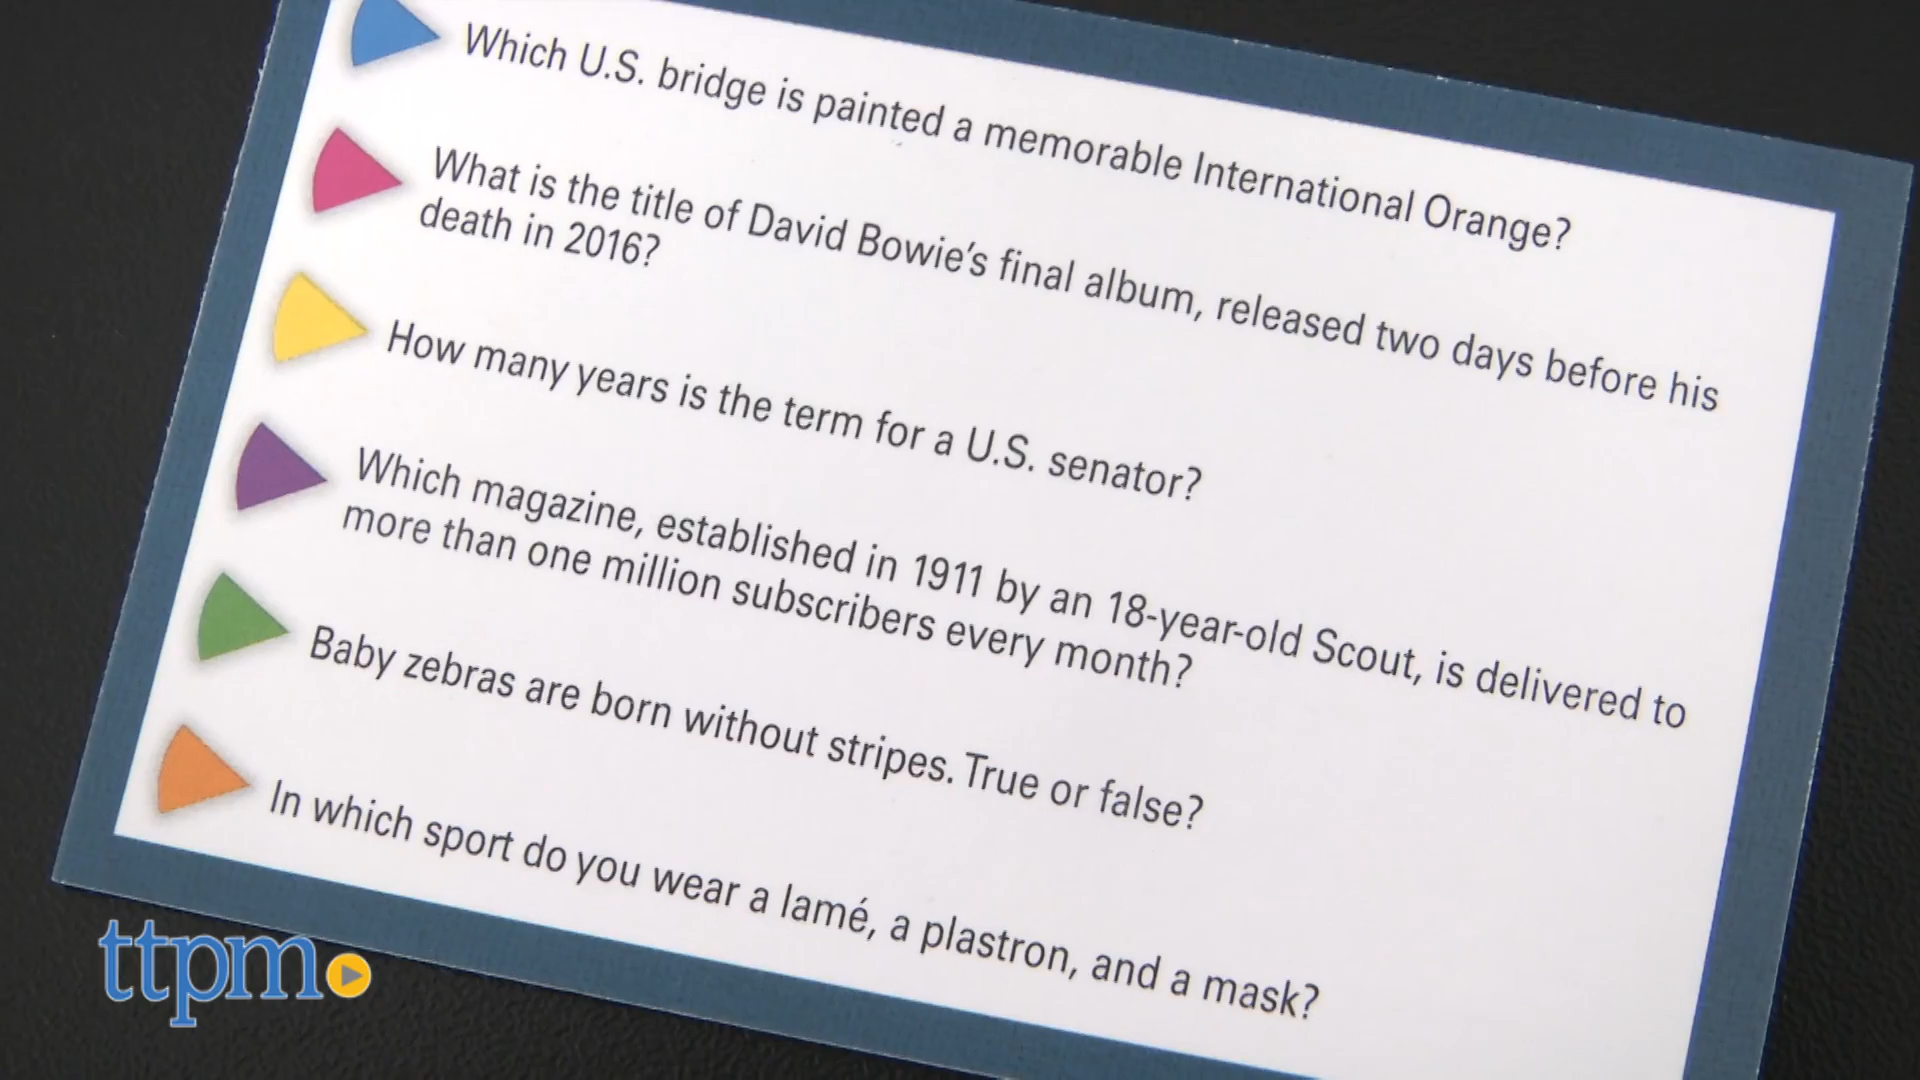 Which U.S. bridge is painted a memorable International Orange?
What is the title of David Bowie's final album, released two days before his
death in 2016?
How many years is the term for a U.S. senator?
Which magazine, established in 1911 by an 18-year-old Scout, is delivered to
more than one million subscribers every month?
Baby zebras are born without stripes. True or false?
In which sport do you wear a lamé, a plastron, and a mask?
ttpm